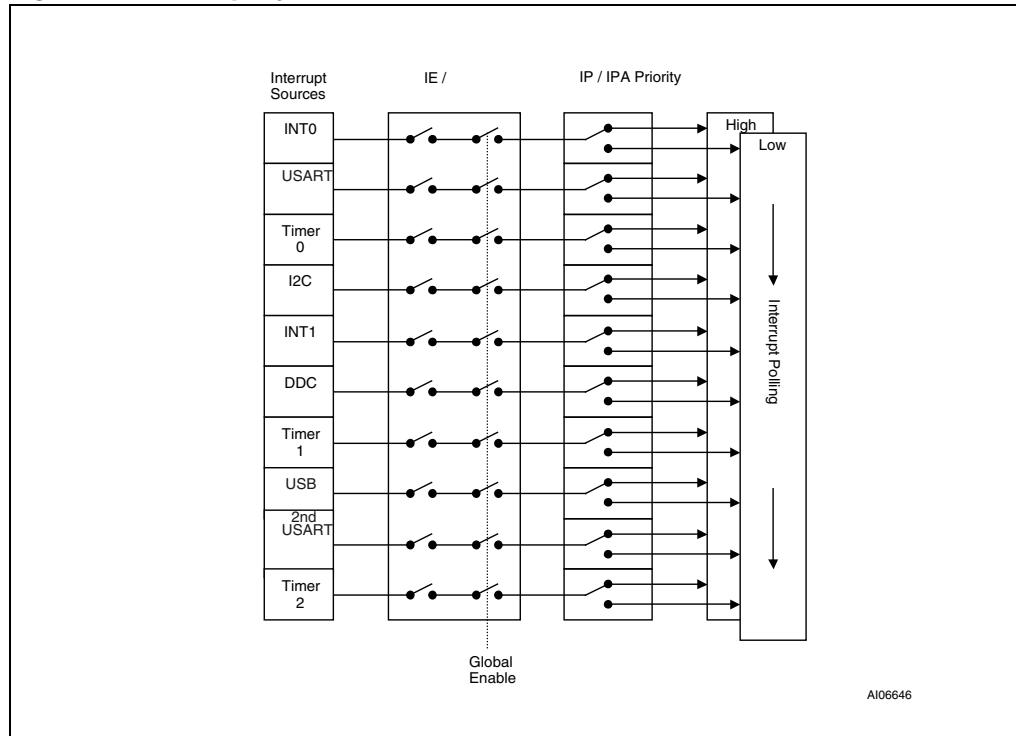 Interrupt
Sources
IE /
IP / IPA Priority
INT0
USART
Timer
0
I2C
INT1
DDC
Timer
1
USB
2nd
USART
Timer
2
High
Low
Interrupt Polling
Global
Enable
AI06646